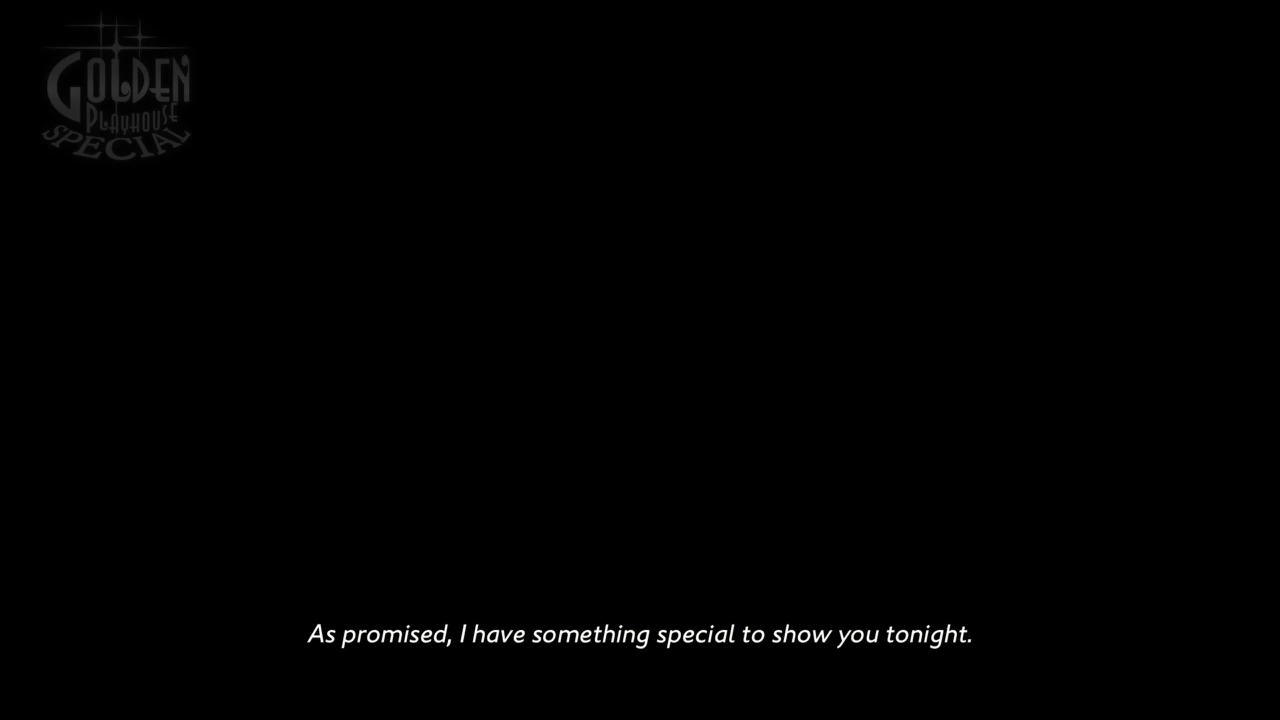 GOLDEN
PLAYHOUSE
SPECIAL
As promised, I have something special to show you tonight.